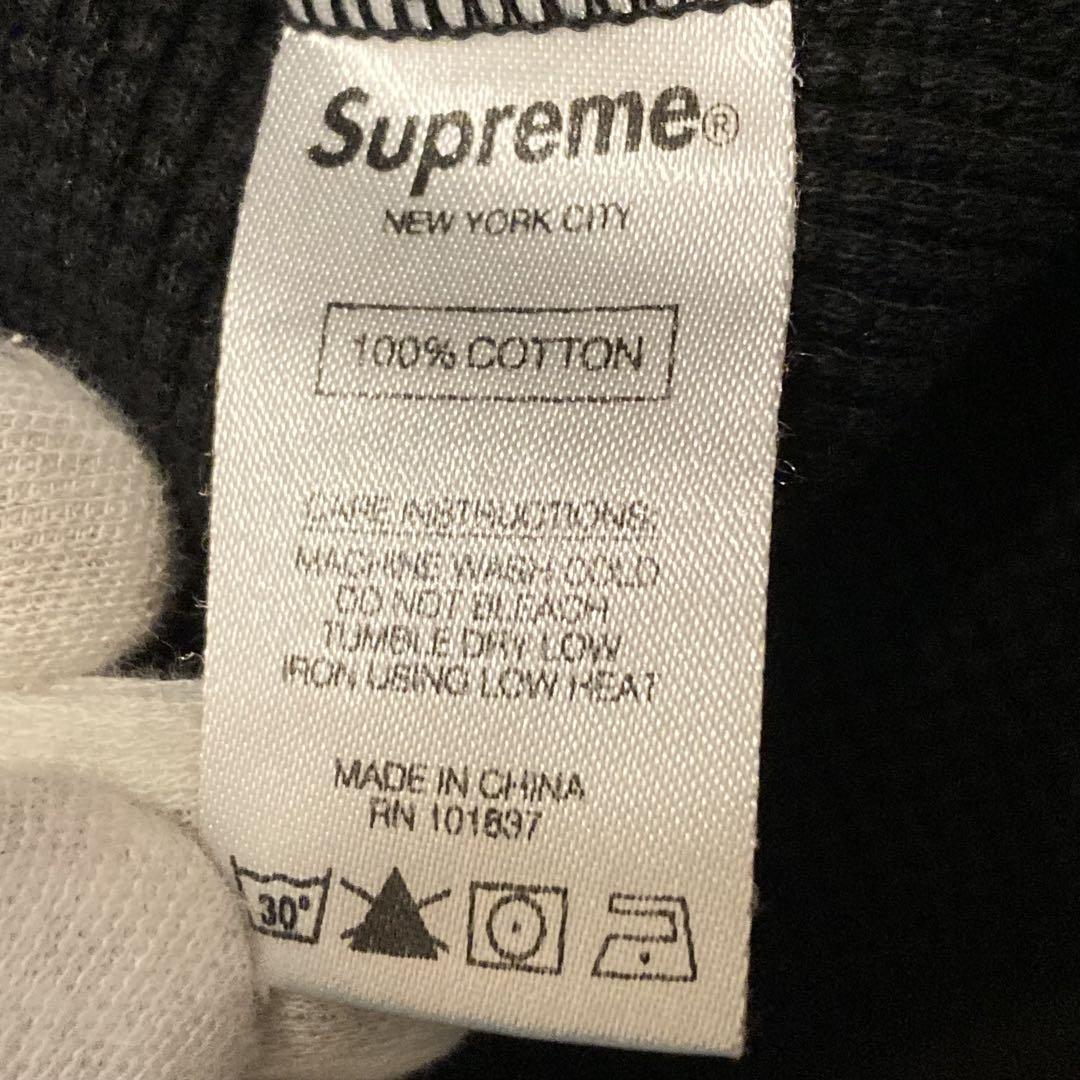 Supreme®
NEW YORK CITY
100% COTTON
CARE INSTRUCTIONS:
MACHINE WASH COLD
DO NOT BLEACH
TUMBLE DRY LOW
IRON USING LOW HEAT
MADE IN CHINA
RN 101837
30°